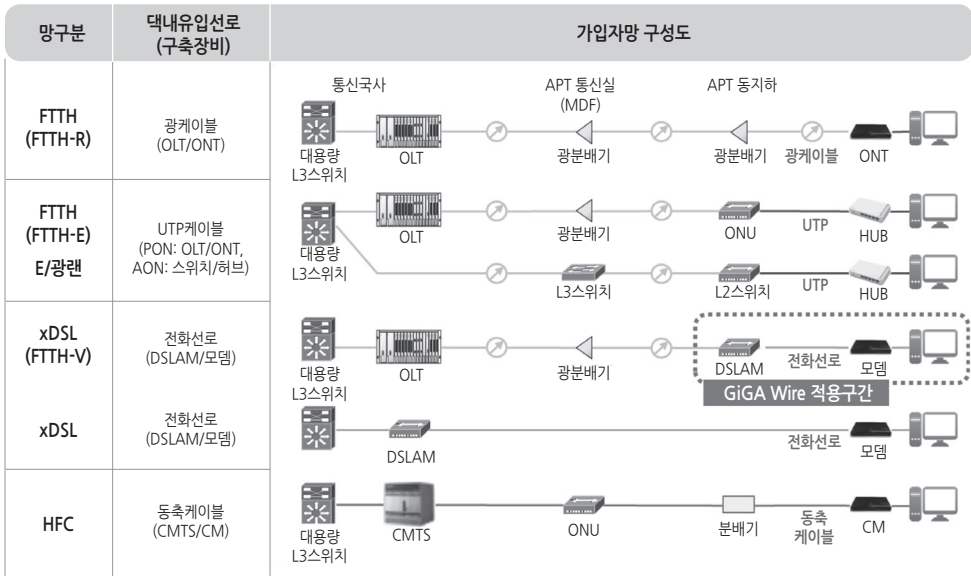 망구분
댁내유입선로
(구축장비)
가입자망 구성도
FTTH
(FTTH-R)
광케이블
(OLT/ONT)
통신국사
APT 통신실
(MDF)
APT 동지하
대용량
L3스위치
OLT
광분배기
광분배기
광케이블
ONT
FTTH
(FTTH-E)
E/광랜
UTP케이블
(PON: OLT/ONT,
AON: 스위치/허브)
대용량
L3스위치
OLT
광분배기
ONU
UTP
HUB
L3스위치
L2스위치
UTP
HUB
xDSL
(FTTH-V)
전화선로
(DSLAM/모뎀)
대용량
L3스위치
OLT
광분배기
DSLAM
전화선로
모뎀
GiGA Wire 적용구간
xDSL
전화선로
(DSLAM/모뎀)
DSLAM
전화선로
모뎀
HFC
동축케이블
(CMTS/CM)
대용량
L3스위치
CMTS
ONU
분배기
동축
케이블
CM